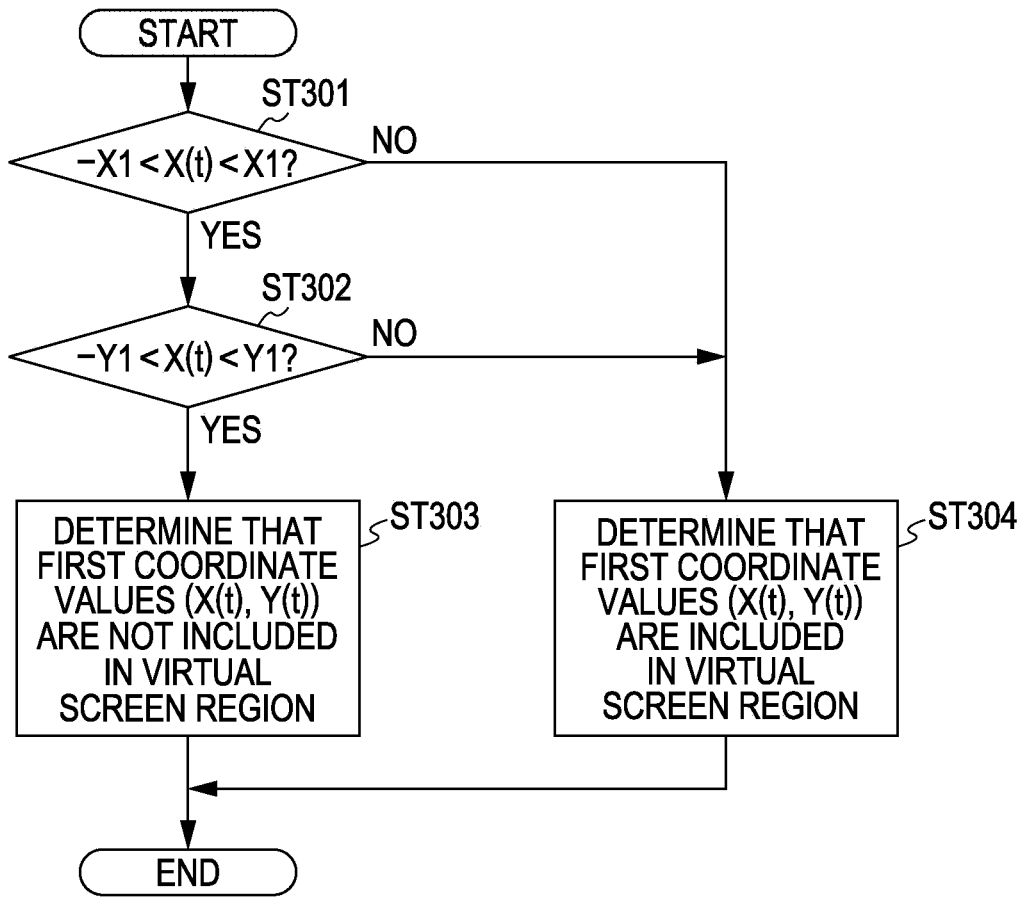 START
ST301
−X1 < X(t) < X1?
NO
YES
ST302
−Y1 < X(t) < Y1?
NO
YES
ST303
DETERMINE THAT
FIRST COORDINATE
VALUES (X(t), Y(t))
ARE NOT INCLUDED
IN VIRTUAL
SCREEN REGION
ST304
DETERMINE THAT
FIRST COORDINATE
VALUES (X(t), Y(t))
ARE INCLUDED
IN VIRTUAL
SCREEN REGION
END